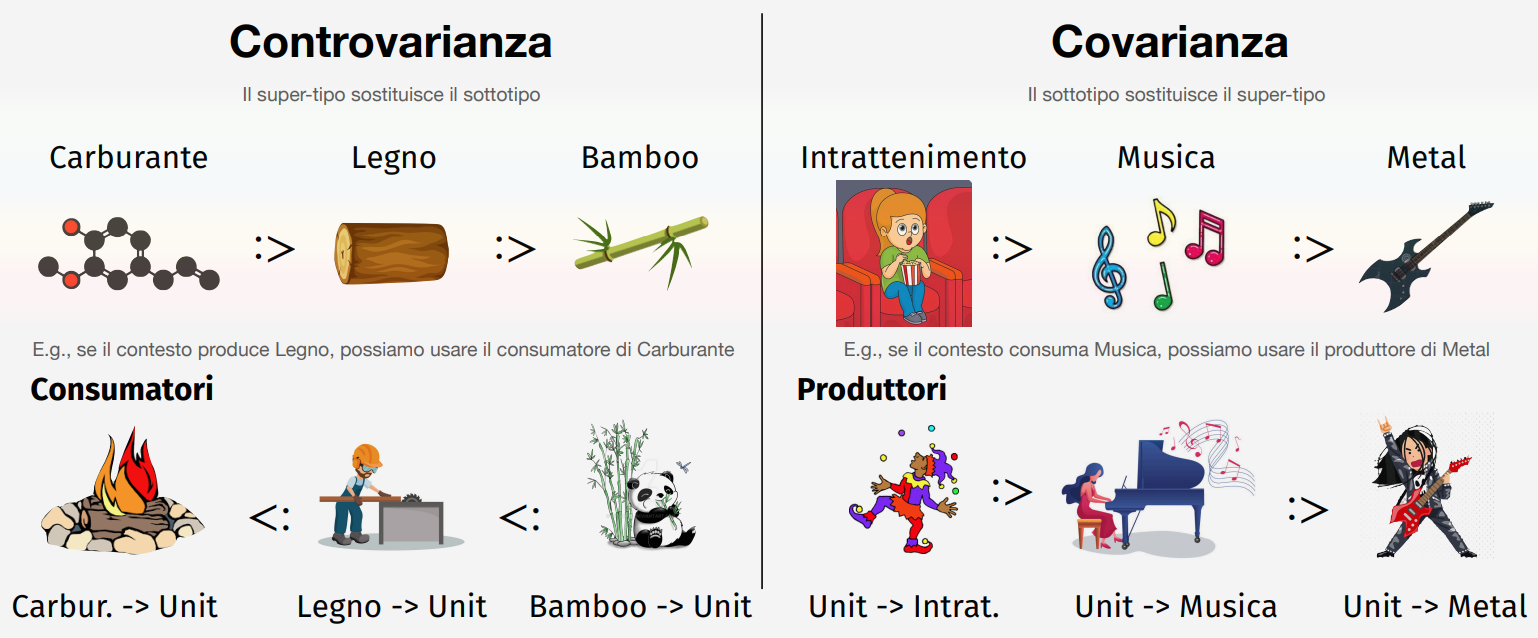 Controvarianza
Il super-tipo sostituisce il sottotipo
Carburante :> Legno :> Bamboo
E.g., se il contesto produce Legno, possiamo usare il consumatore di Carburante
Consumatori
<: <:
Carbur. -> Unit Legno -> Unit Bamboo -> Unit
Covarianza
Il sottotipo sostituisce il super-tipo
Intrattenimento :> Musica :> Metal
E.g., se il contesto consuma Musica, possiamo usare il produttore di Metal
Produttori
:> :>
Unit -> Intrat. Unit -> Musica Unit -> Metal